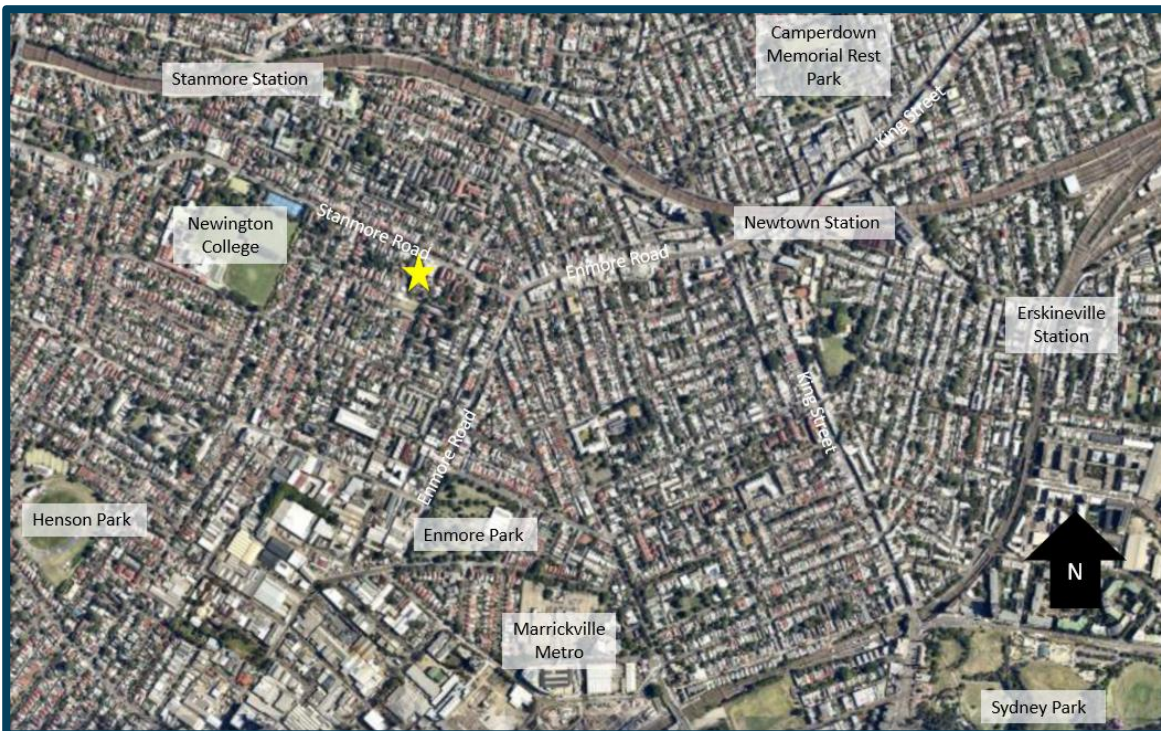 Camperdown
Memorial Rest
Park
Stanmore Station
King Street
Newington
College
Stanmore Road
Newtown Station
Enmore Road
Erskineville
Station
King Street
Enmore Road
Henson Park
Enmore Park
N
Marrickville
Metro
Sydney Park